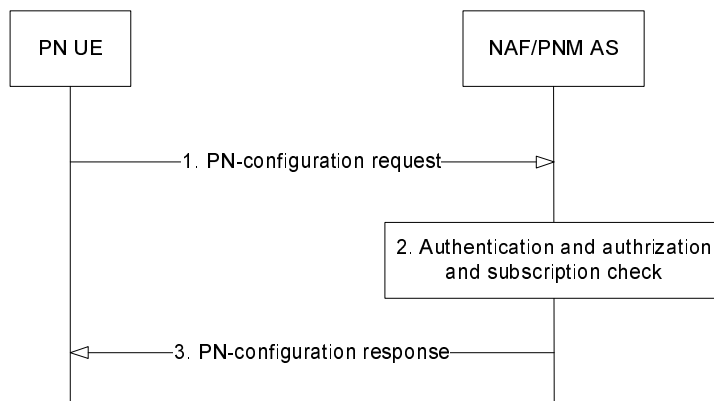 PN UE
NAF/PNM AS
1. PN-configuration request
2. Authentication and authrization
and subscription check
3. PN-configuration response